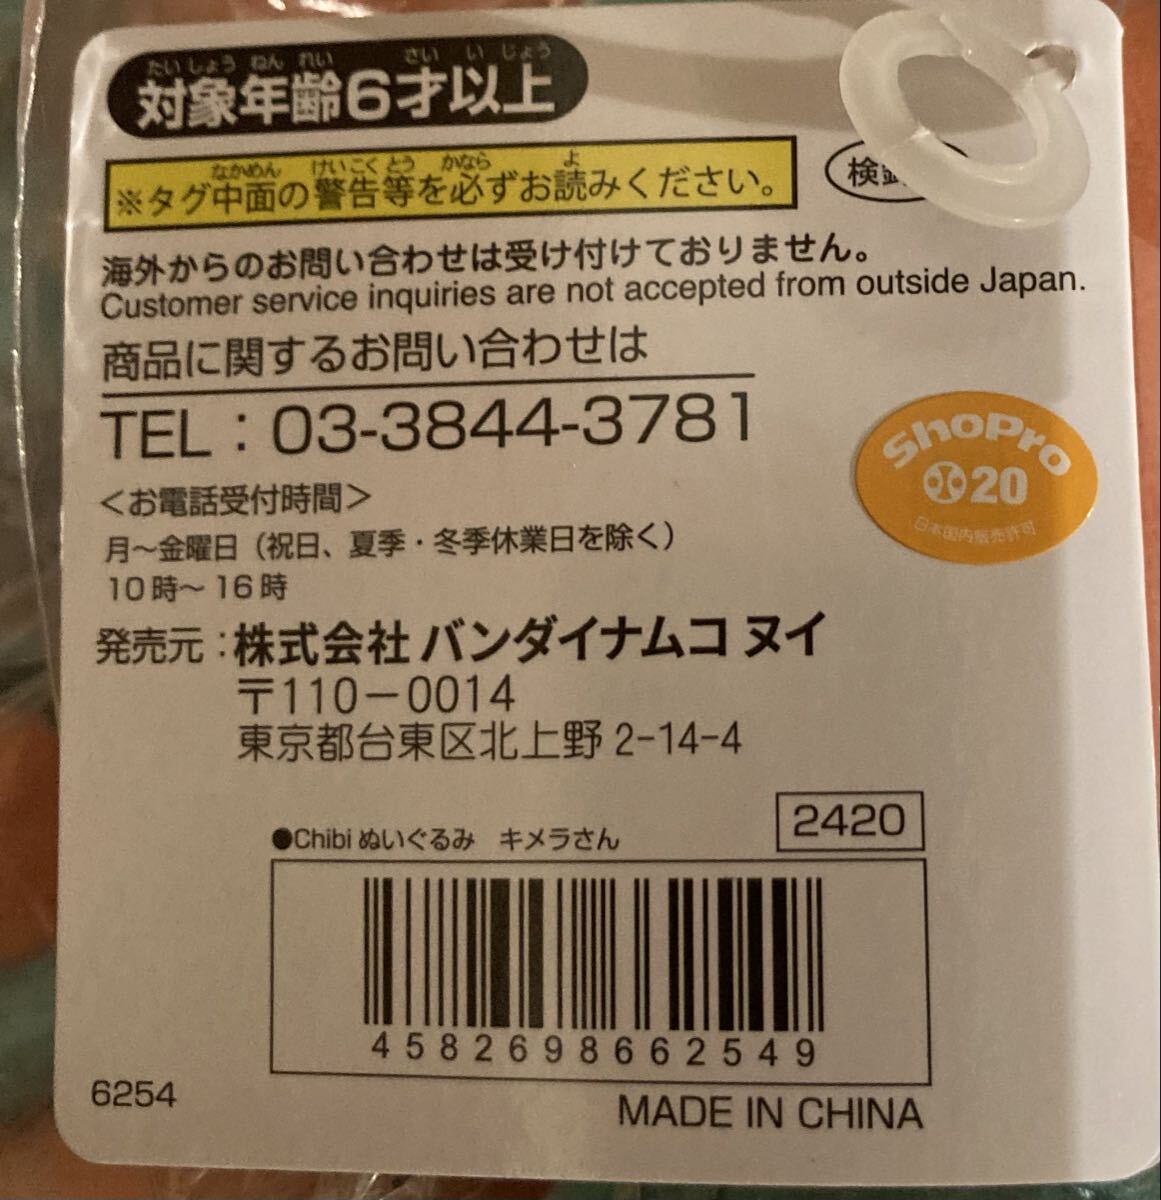 たいしょうねんれい さいいじょう
対象年齢6才以上
なかめん けいこくとう かなら よ
※タグ中面の警告等を必ずお読みください。
検
海外からのお問い合わせは受け付けておりません。
Customer service inquiries are not accepted from outside Japan.
商品に関するお問い合わせは
TEL:03-3844-3781
<お電話受付時間>
月～金曜日（祝日、夏季・冬季休業日を除く）
10時～16時
ShoPro
20
日本国内販売許可
発売元:株式会社 バンダイナムコ ヌイ
〒110-0014
東京都台東区北上野 2-14-4
2420
●Chibi ぬいぐるみ キメラさん
4582698662549
6254
MADE IN CHINA